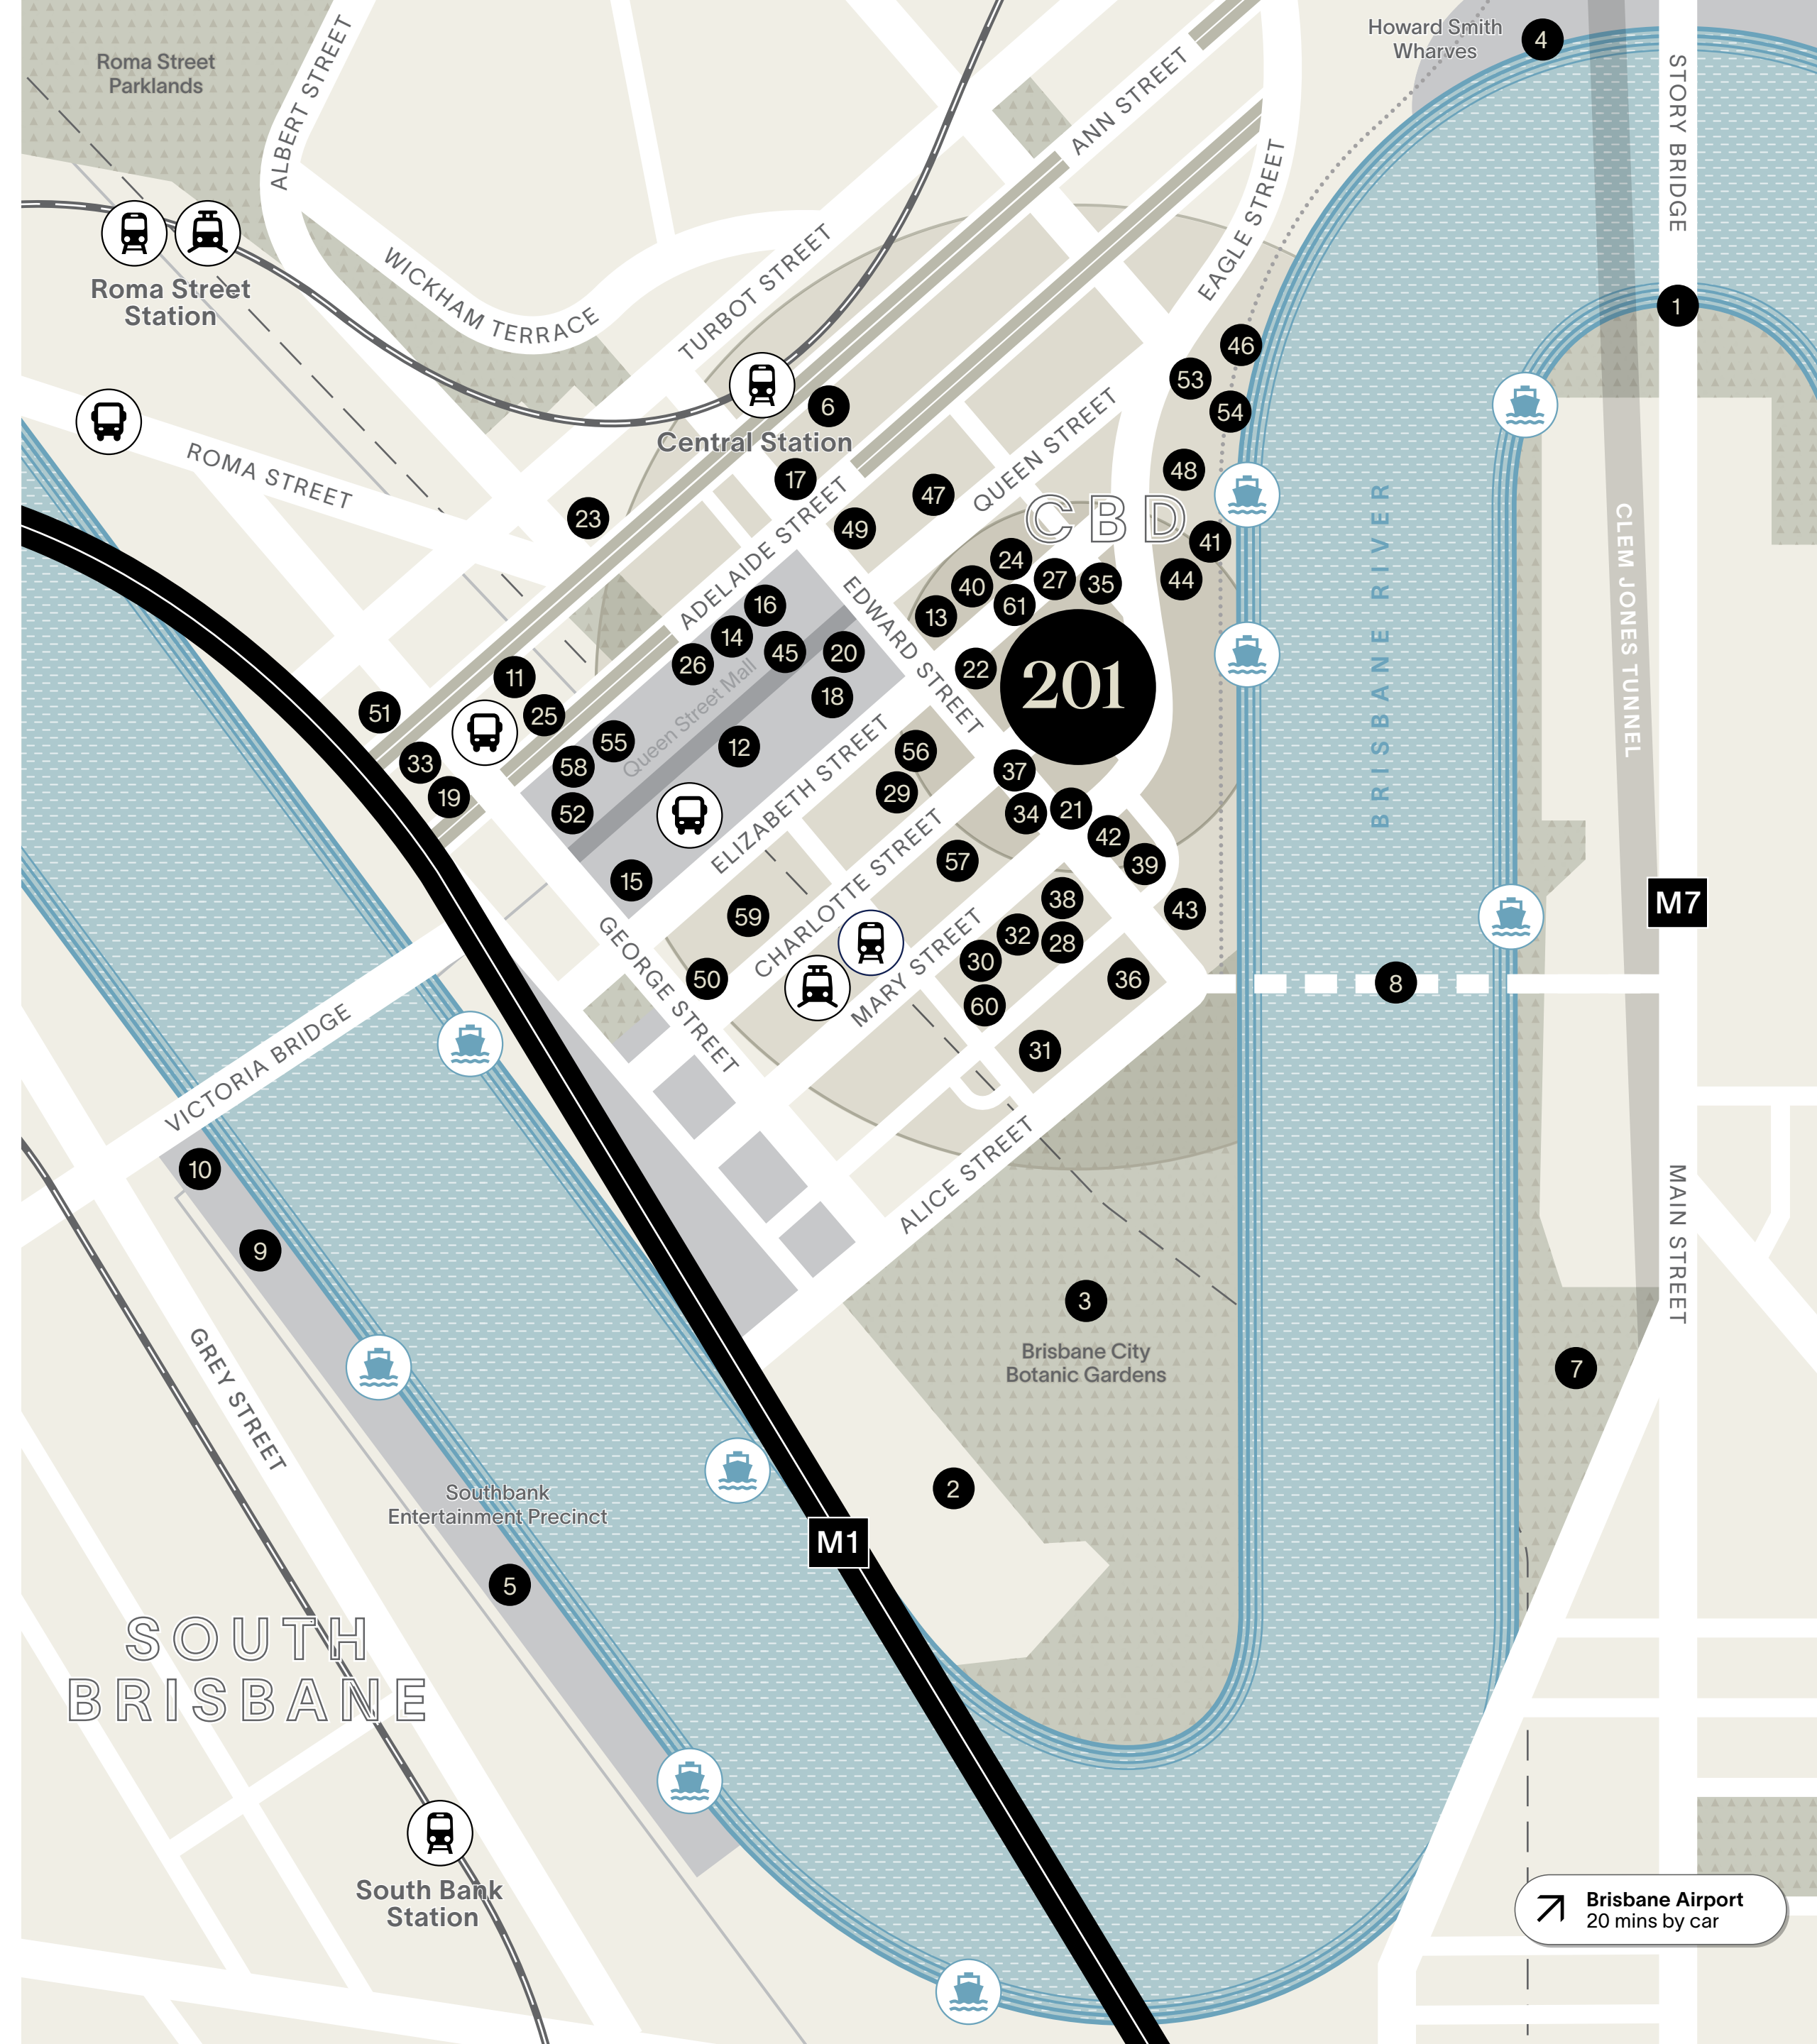 Howard Smith
Wharves
4
Roma Street
Parklands
ALBERT STREET
ANN STREET
STORY BRIDGE
EAGLE STREET
WICKHAM TERRACE
TURBOT STREET
Roma Street
Station
1
46
53
54
6
Central Station
ROMA STREET
QUEEN STREET
17
47
48
23
49
CBD
41
ADELAIDE STREET
24
27
35
44
40
61
13
16
14
45
20
26
18
EDWARD STREET
22
201
BRISBANE RIVER
CLEM JONES TUNNEL
11
25
51
33
19
55
58
52
Queen Street Mall
12
15
ELIZABETH STREET
56
29
37
34
21
42
39
57
CHARLOTTE STREET
59
50
38
43
32
28
30
60
36
31
MARY STREET
GEORGE STREET
M7
8
VICTORIA BRIDGE
10
9
ALICE STREET
MAIN STREET
3
Brisbane City
Botanic Gardens
7
GREY STREET
2
Southbank
Entertainment Precinct
M1
5
SOUTH
BRISBANE
South Bank
Station
Brisbane Airport
20 mins by car